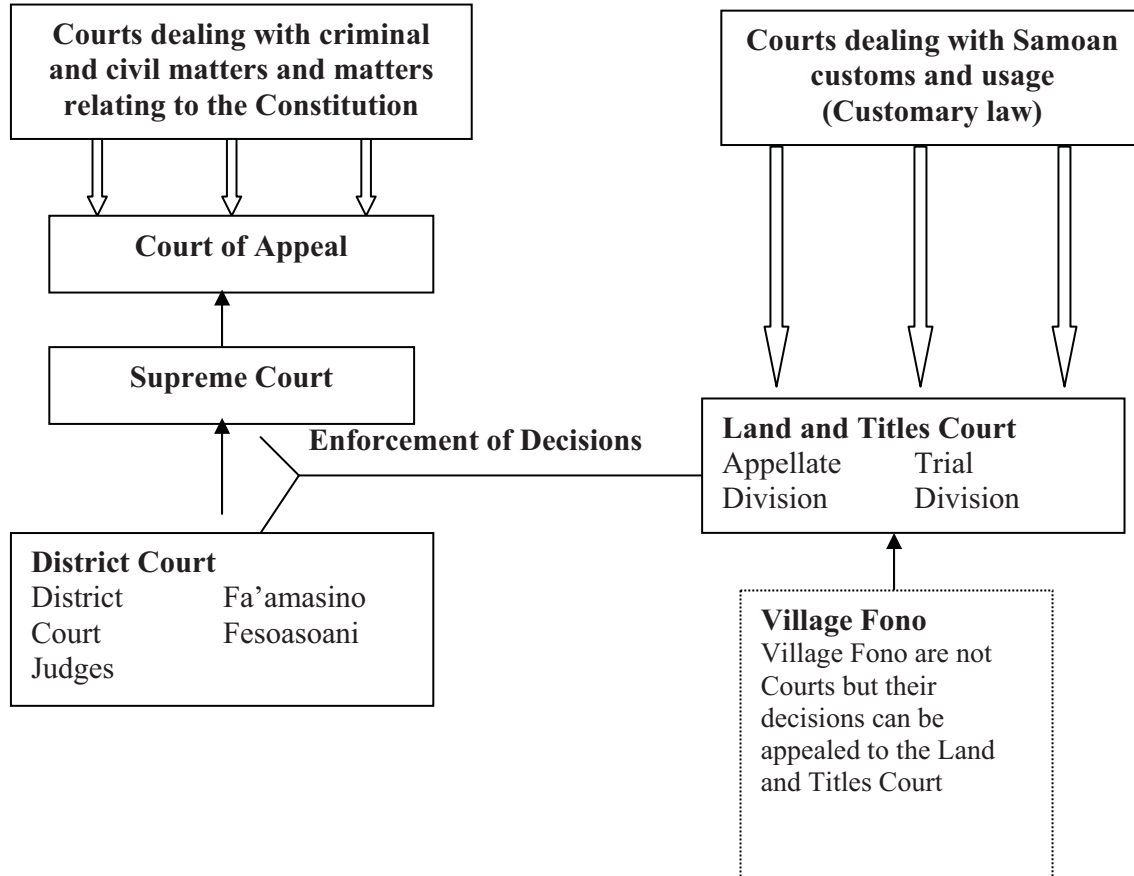 Courts dealing with criminal
and civil matters and matters
relating to the Constitution
Courts dealing with Samoan
customs and usage
(Customary law)
Court of Appeal
Supreme Court
Enforcement of Decisions
Land and Titles Court
Appellate Trial
Division Division
District Court
District Fa’amasino
Court Fesoasoani
Judges
Village Fono
Village Fono are not
Courts but their
decisions can be
appealed to the Land
and Titles Court